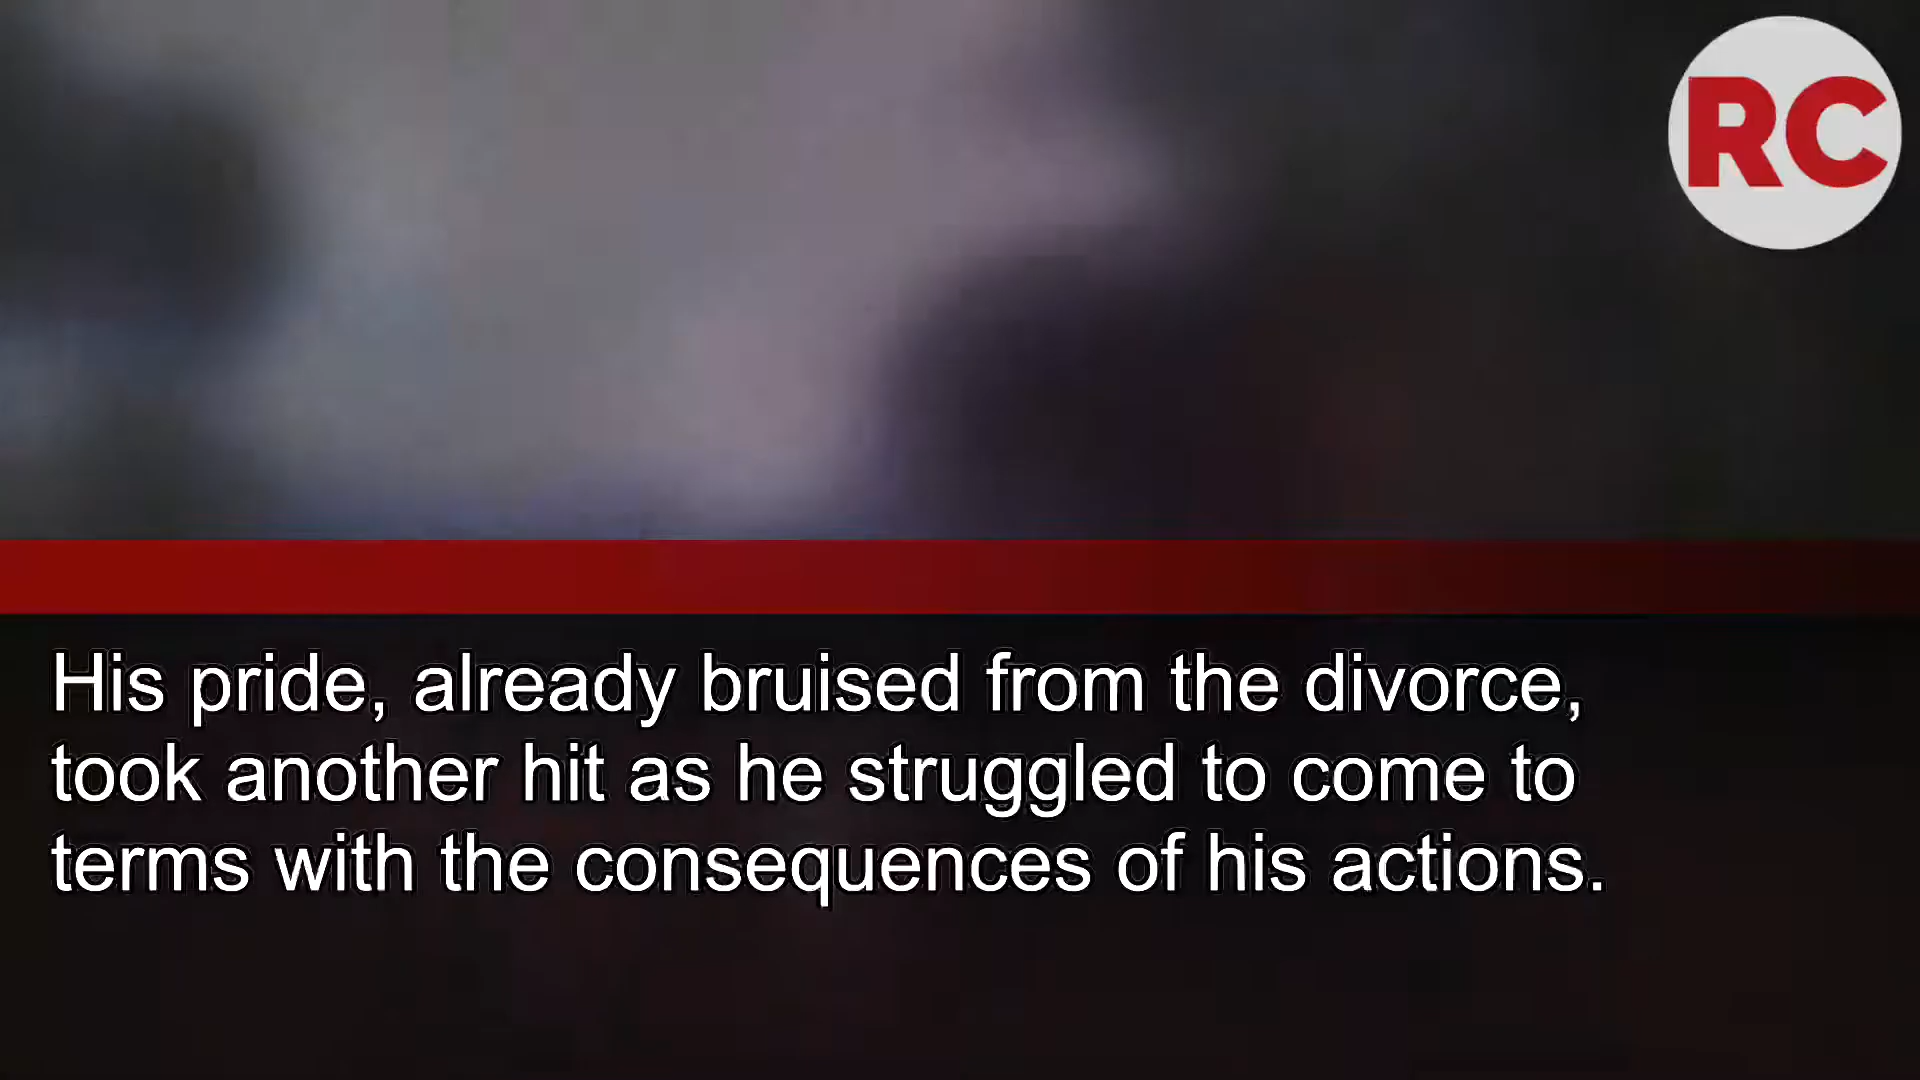 RC
His pride, already bruised from the divorce,
took another hit as he struggled to come to
terms with the consequences of his actions.